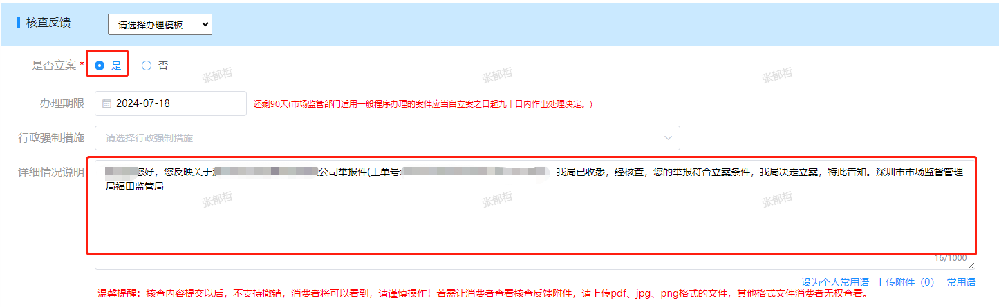 核查反馈 请选择办理模板
是否立案 * 是 否
张郁哲 张郁哲 张郁哲
办理期限 2024-07-18 还剩90天(市场监管部门适用一般程序办理的案件应当自立案之日起九十日内作出处理决定。)
行政强制措施 请选择行政强制措施
详细情况说明 您好，您反映关于 公司举报件(工单号: 我局已收悉，经核查，您的举报符合立案条件，我局决定立案，特此告知。深圳市市场监督管理
局福田监管局
张郁哲 张郁哲 张郁哲
16/1000
设为个人常用语 上传附件（0） 常用语
温馨提醒：核查内容提交以后，不支持撤销，消费者将可以看到，请谨慎操作！若需让消费者查看核查反馈附件，请上传pdf、jpg、png格式的文件，其他格式文件消费者无权查看。